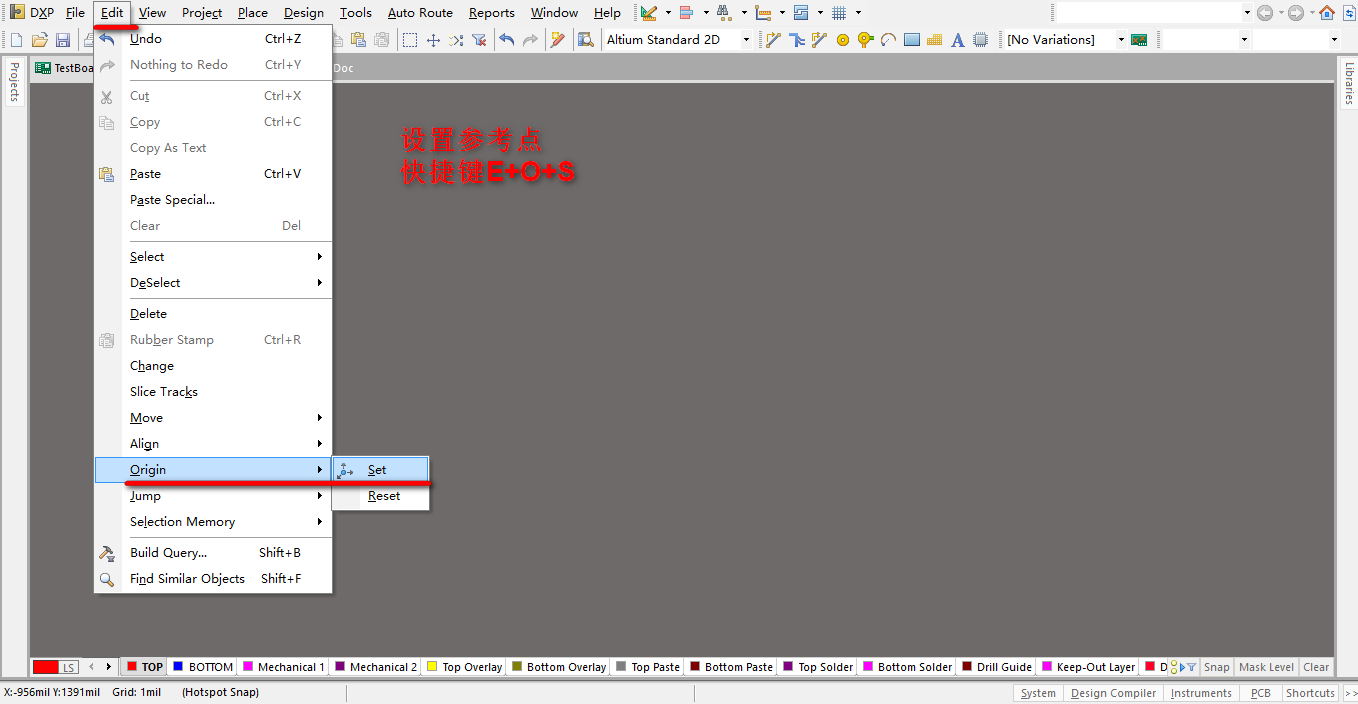 DXP File Edit View Project Place Design Tools Auto Route Reports Window Help
Altium Standard 2D [No Variations]
TestBoa
Doc
Projects
Libraries
Undo Ctrl+Z
Nothing to Redo Ctrl+Y
Cut Ctrl+X
Copy Ctrl+C
Copy As Text
Paste Ctrl+V
Paste Special...
Clear Del
Select
DeSelect
Delete
Rubber Stamp Ctrl+R
Change
Slice Tracks
Move
Align
Origin
Jump
Selection Memory
Build Query... Shift+B
Find Similar Objects Shift+F
Set
Reset
设置参考点
快捷键E+O+S
LS TOP BOTTOM Mechanical 1 Mechanical 2 Top Overlay Bottom Overlay Top Paste Bottom Paste Top Solder Bottom Solder Drill Guide Keep-Out Layer D Snap Mask Level Clear
X:-956mil Y:1391mil Grid: 1mil (Hotspot Snap) System Design Compiler Instruments PCB Shortcuts >>